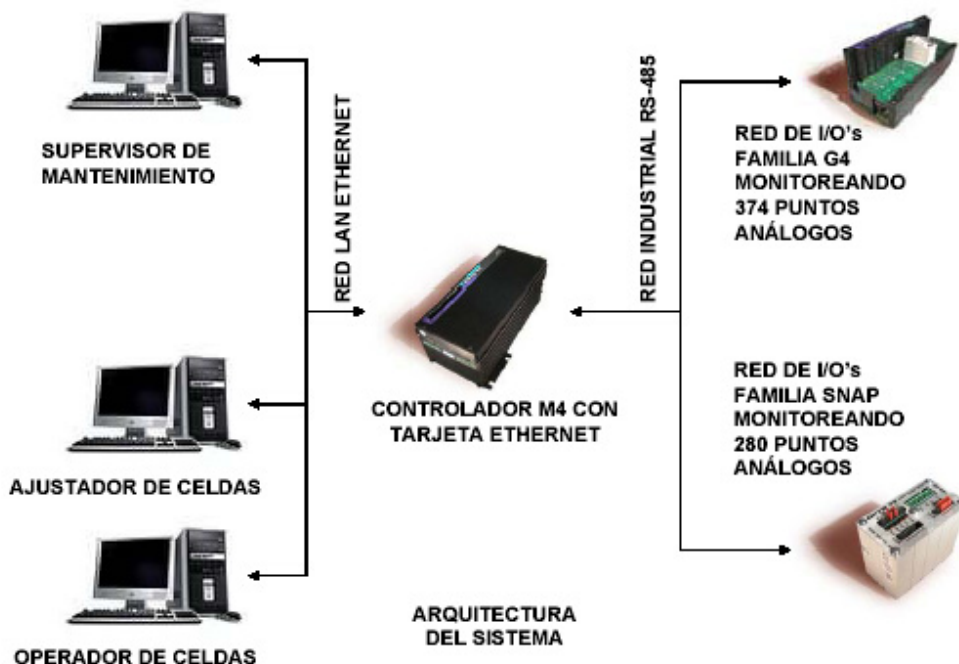 SUPERVISOR DE
MANTENIMIENTO
RED LAN ETHERNET
RED INDUSTRIAL RS-485
RED DE I/O's
FAMILIA G4
MONITOREANDO
374 PUNTOS
ANÁLOGOS
CONTROLADOR M4 CON
TARJETA ETHERNET
RED DE I/O's
FAMILIA SNAP
MONITOREANDO
280 PUNTOS
ANÁLOGOS
AJUSTADOR DE CELDAS
OPERADOR DE CELDAS
ARQUITECTURA
DEL SISTEMA